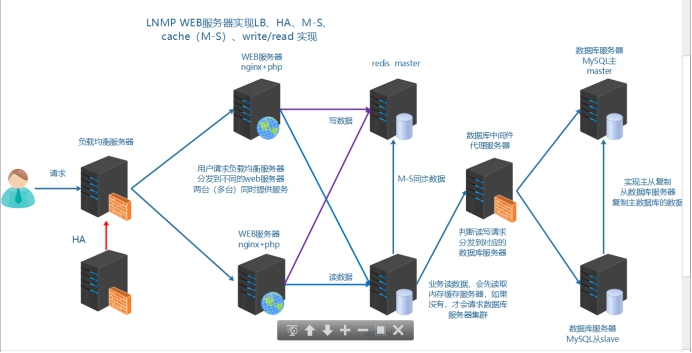 LNMP WEB服务器实现LB、HA、M-S、
cache（M-S）、write/read 实现
WEB服务器
nginx+php
redis master
数据库服务器
MySQL主
master
负载均衡服务器
写数据
数据库中间件
代理服务器
请求
用户请求负载均衡服务器
分发到不同的web服务器
两台（多台）同时提供服务
M-S同步数据
实现主从复制
从数据库服务器
复制主数据库的数据
HA
WEB服务器
nginx+php
读数据
判断读写请求
分发到对应的
数据库服务器
业务读数据，会先读取
内存缓存服务器，如果
没有，才会请求数据库
服务器集群
数据库服务器
MySQL从slave